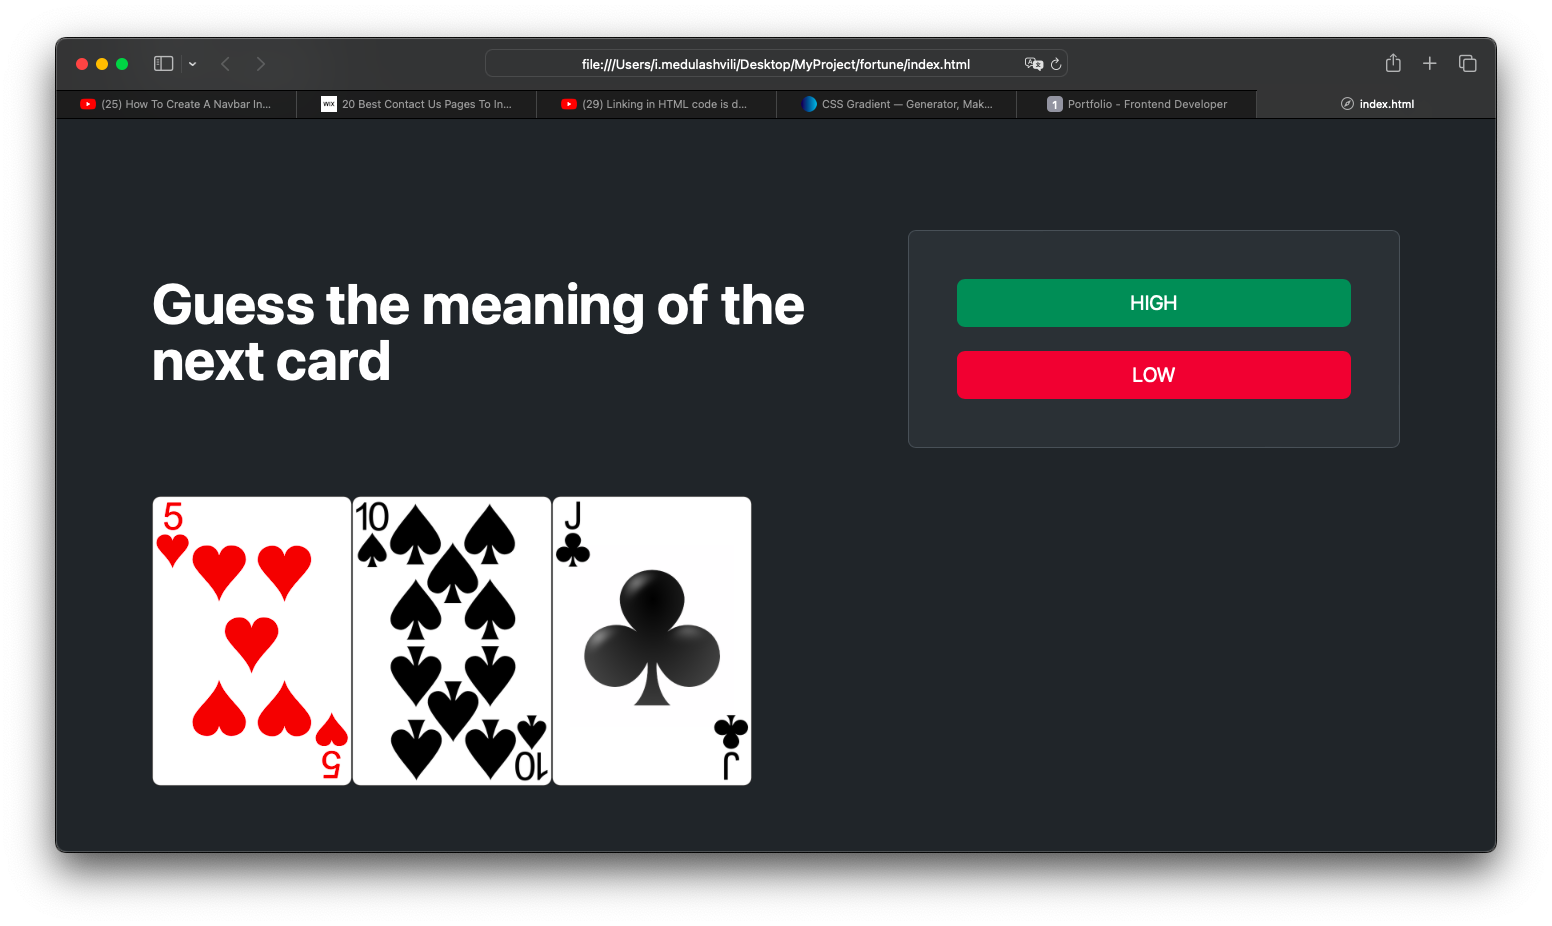 file:///Users/i.medulashvili/Desktop/MyProject/fortune/index.html
(25) How To Create A Navbar In...
WIX 20 Best Contact Us Pages To In...
(29) Linking in HTML code is d...
CSS Gradient — Generator, Mak...
1 Portfolio - Frontend Developer
index.html
Guess the meaning of the
next card
HIGH
LOW
5
5
10
10
J
J